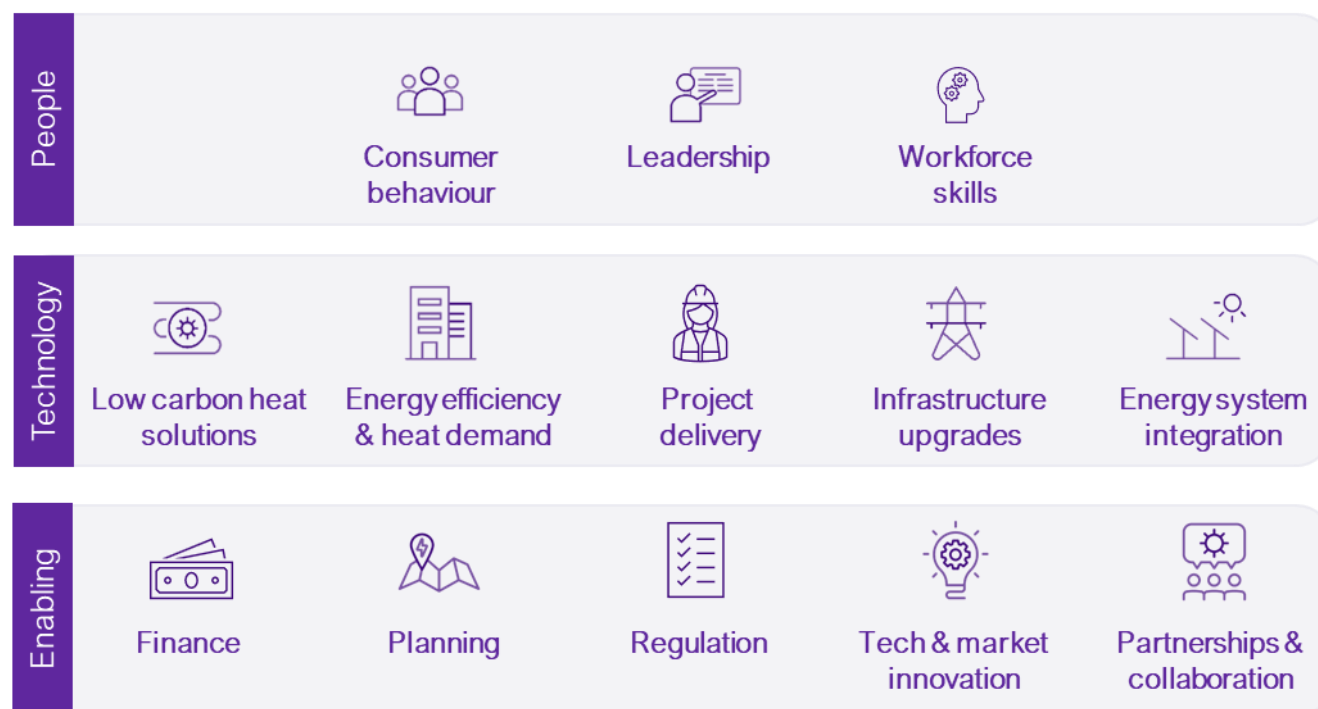 People
Consumer
behaviour
Leadership
Workforce
skills
Technology
Low carbon heat
solutions
Energy efficiency
& heat demand
Project
delivery
Infrastructure
upgrades
Energy system
integration
Enabling
Finance
Planning
Regulation
Tech & market
innovation
Partnerships &
collaboration